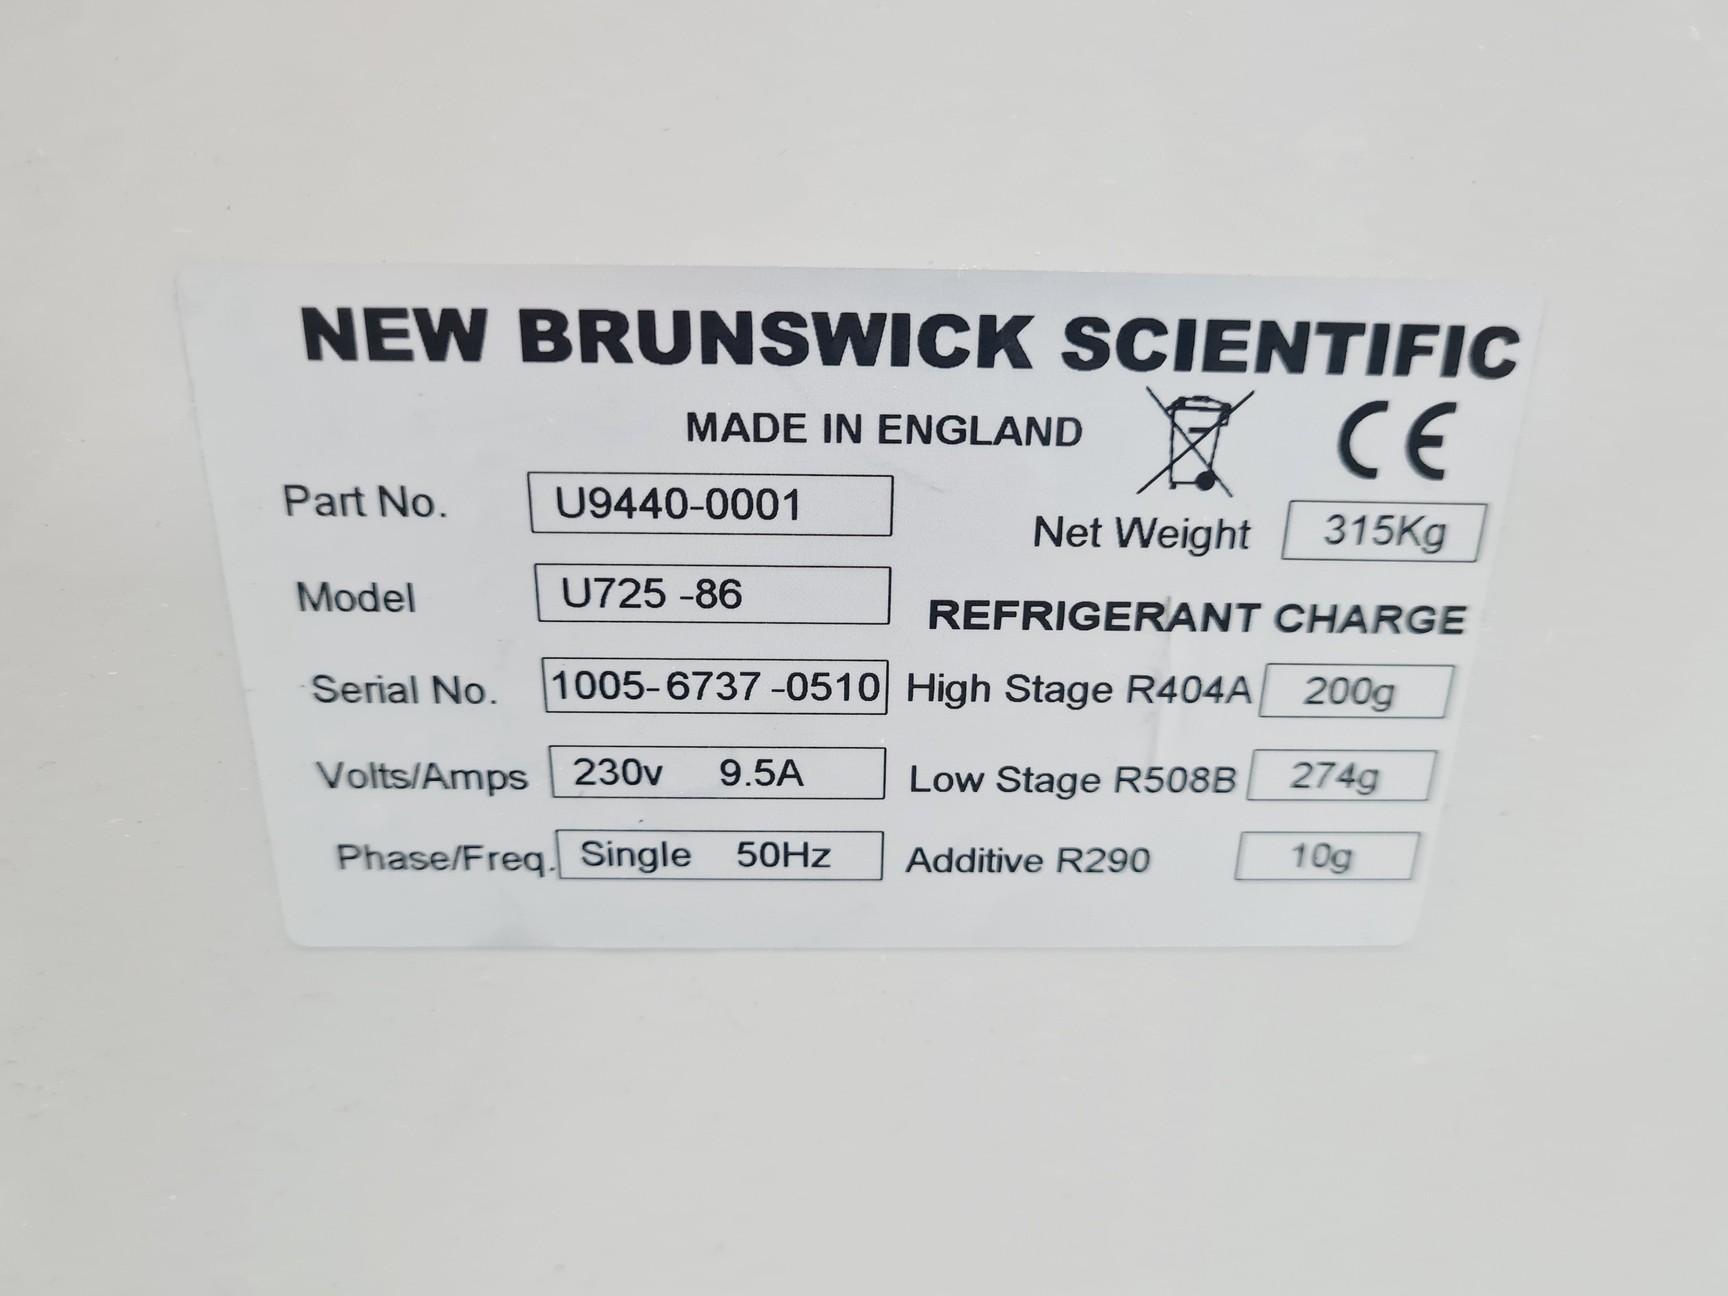 NEW BRUNSWICK SCIENTIFIC
MADE IN ENGLAND CE
Part No. U9440-0001
Net Weight 315Kg
Model U725 -86
REFRIGERANT CHARGE
Serial No. 1005-6737-0510 High Stage R404A 200g
Volts/Amps 230v 9.5A Low Stage R508B 274g
Phase/Freq. Single 50Hz Additive R290 10g